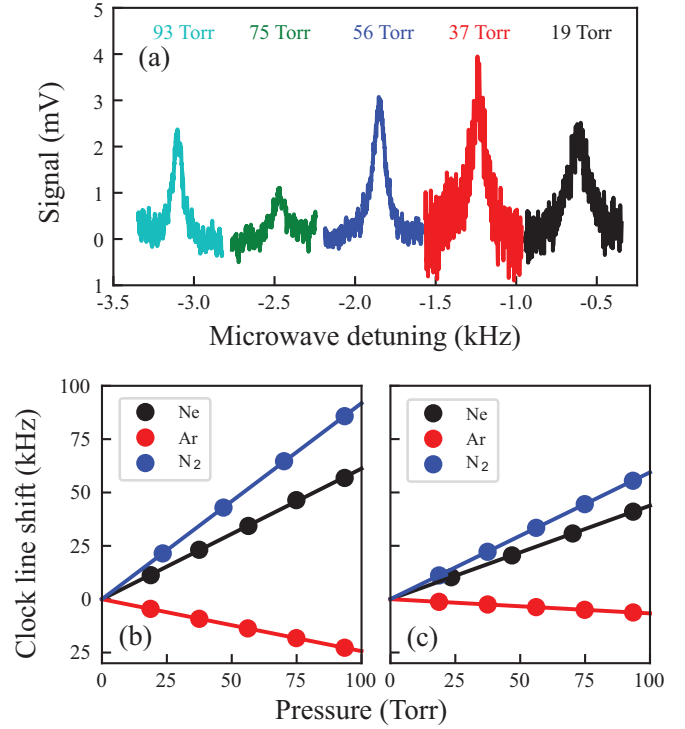 5
93 Torr 75 Torr 56 Torr 37 Torr 19 Torr
(a)
4
3
2
1
0
1
Signal (mV)
-3.5 -3.0 -2.5 -2.0 -1.5 -1.0 -0.5
Microwave detuning (kHz)
100
75
50
25
0
25
Clock line shift (kHz)
Ne
Ar
N₂
(b)
0 25 50 75 100
Ne
Ar
N₂
(c)
0 25 50 75 100
Pressure (Torr)